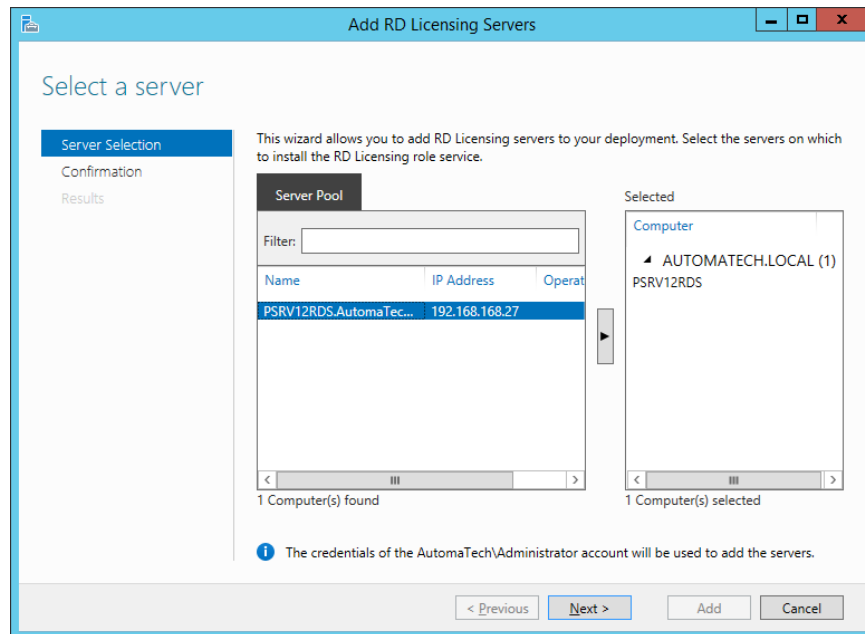 Add RD Licensing Servers
Select a server
Server Selection
Confirmation
Results
This wizard allows you to add RD Licensing servers to your deployment. Select the servers on which
to install the RD Licensing role service.
Server Pool
Filter:
Name IP Address Operat
PSRV12RDS.AutomaTec... 192.168.168.27
1 Computer(s) found
Selected
Computer
AUTOMATECH.LOCAL (1)
PSRV12RDS
1 Computer(s) selected
The credentials of the AutomaTech\Administrator account will be used to add the servers.
< Previous Next > Add Cancel